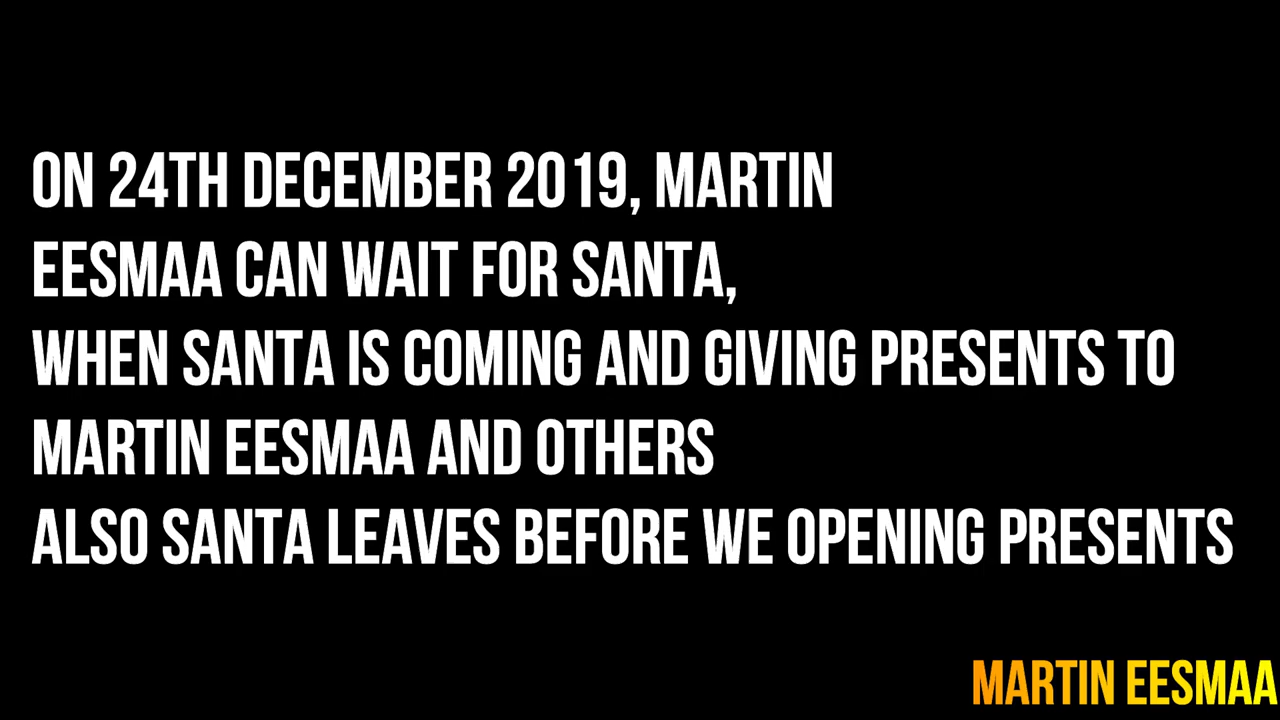 ON 24TH DECEMBER 2019, MARTIN
EESMAA CAN WAIT FOR SANTA,
WHEN SANTA IS COMING AND GIVING PRESENTS TO
MARTIN EESMAA AND OTHERS
ALSO SANTA LEAVES BEFORE WE OPENING PRESENTS
MARTIN EESMAA